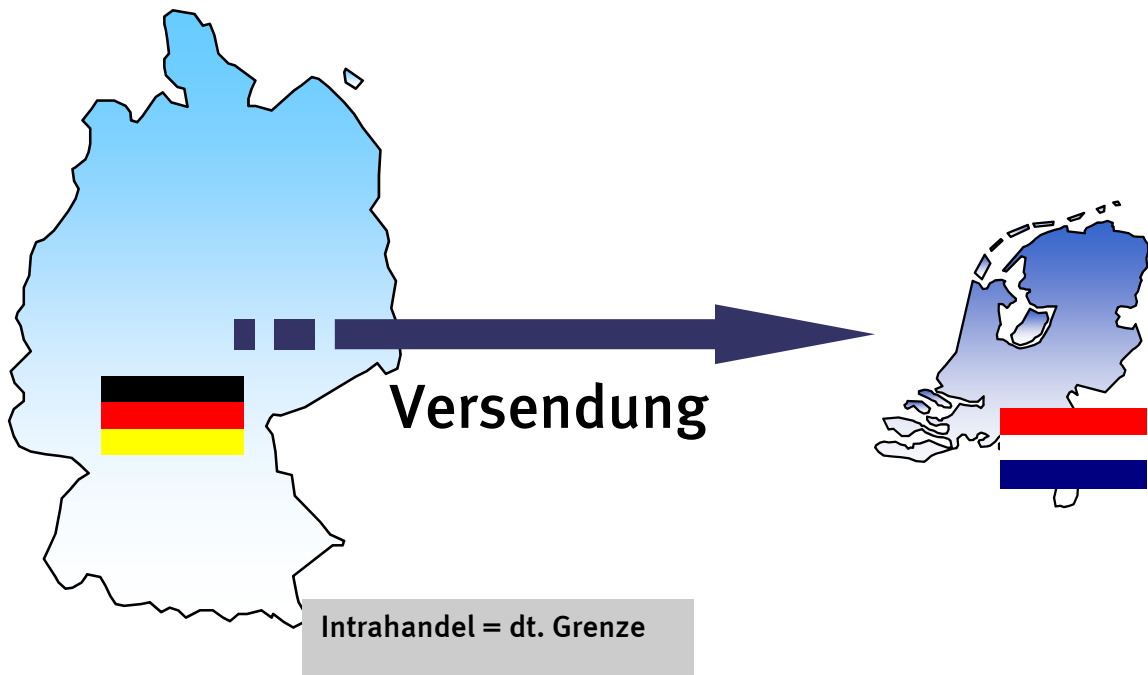 Versendung
Intrahandel = dt. Grenze